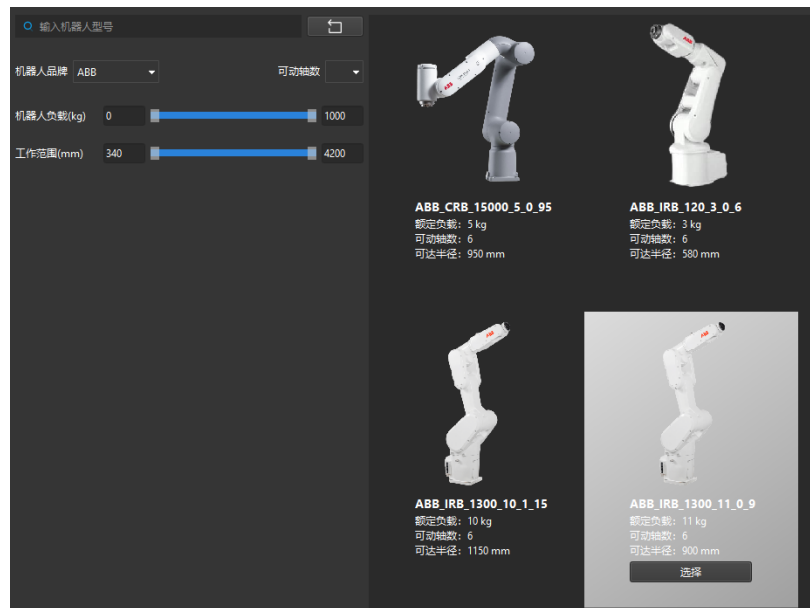 输入机器人型号
机器人品牌 ABB 可动轴数
机器人负载(kg) 0 1000
工作范围(mm) 340 4200
ABB_CRB_15000_5_0_95
额定负载：5 kg
可动轴数：6
可达半径：950 mm
ABB_IRB_120_3_0_6
额定负载：3 kg
可动轴数：6
可达半径：580 mm
ABB_IRB_1300_10_1_15
额定负载：10 kg
可动轴数：6
可达半径：1150 mm
ABB_IRB_1300_11_0_9
额定负载：11 kg
可动轴数：6
可达半径：900 mm
选择